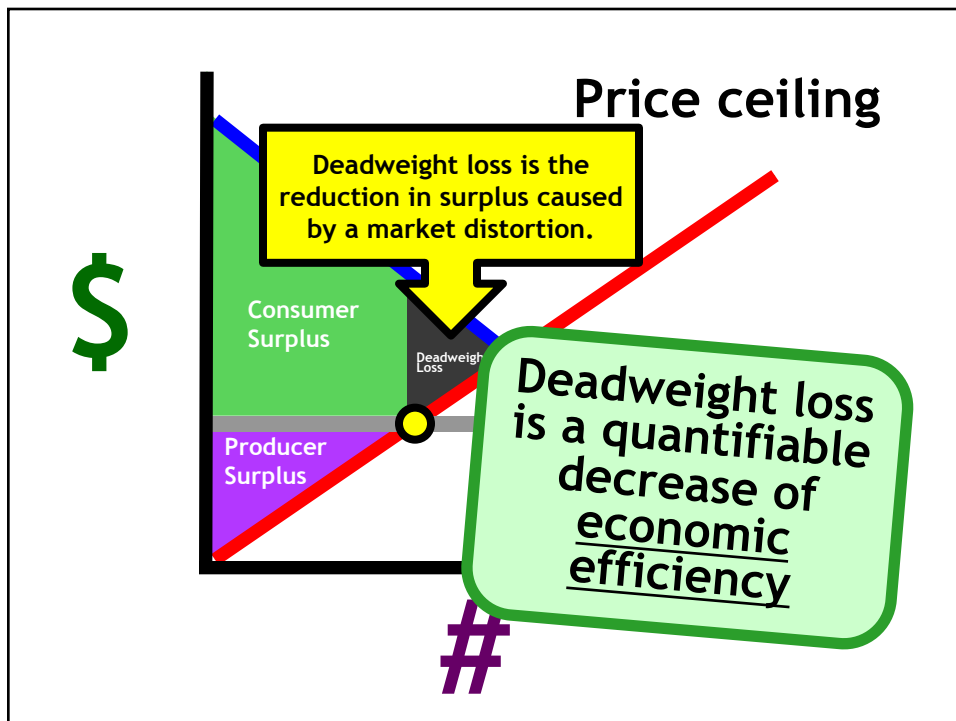 Price ceiling
Deadweight loss is the
reduction in surplus caused
by a market distortion.
$
Consumer
Surplus
Deadweight
Loss
Producer
Surplus
Deadweight loss
is a quantifiable
decrease of
economic
efficiency
#